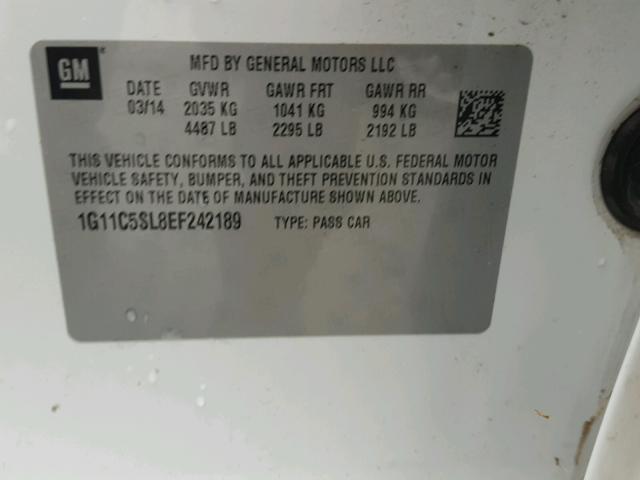 GM
MFD BY GENERAL MOTORS LLC
DATE GVWR GAWR FRT GAWR RR
03/14 2035 KG 1041 KG 994 KG
4487 LB 2295 LB 2192 LB
THIS VEHICLE CONFORMS TO ALL APPLICABLE U.S. FEDERAL MOTOR
VEHICLE SAFETY, BUMPER, AND THEFT PREVENTION STANDARDS IN
EFFECT ON THE DATE OF MANUFACTURE SHOWN ABOVE.
1G11C5SL8EF242189 TYPE: PASS CAR